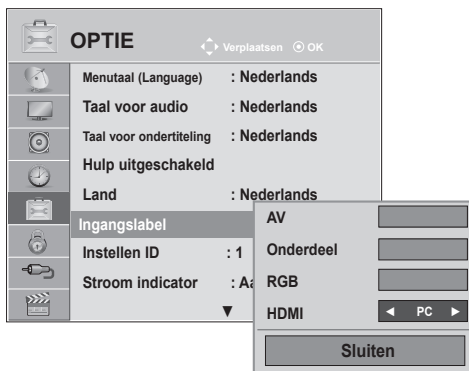 OPTIE Verplaatsen OK
Menutaal (Language) : Nederlands
Taal voor audio : Nederlands
Taal voor ondertiteling : Nederlands
Hulp uitgeschakeld
Land : Nederlands
Ingangslabel
Instellen ID : 1
Stroom indicator :
AV
Onderdeel
RGB
HDMI ◄ PC ►
Sluiten